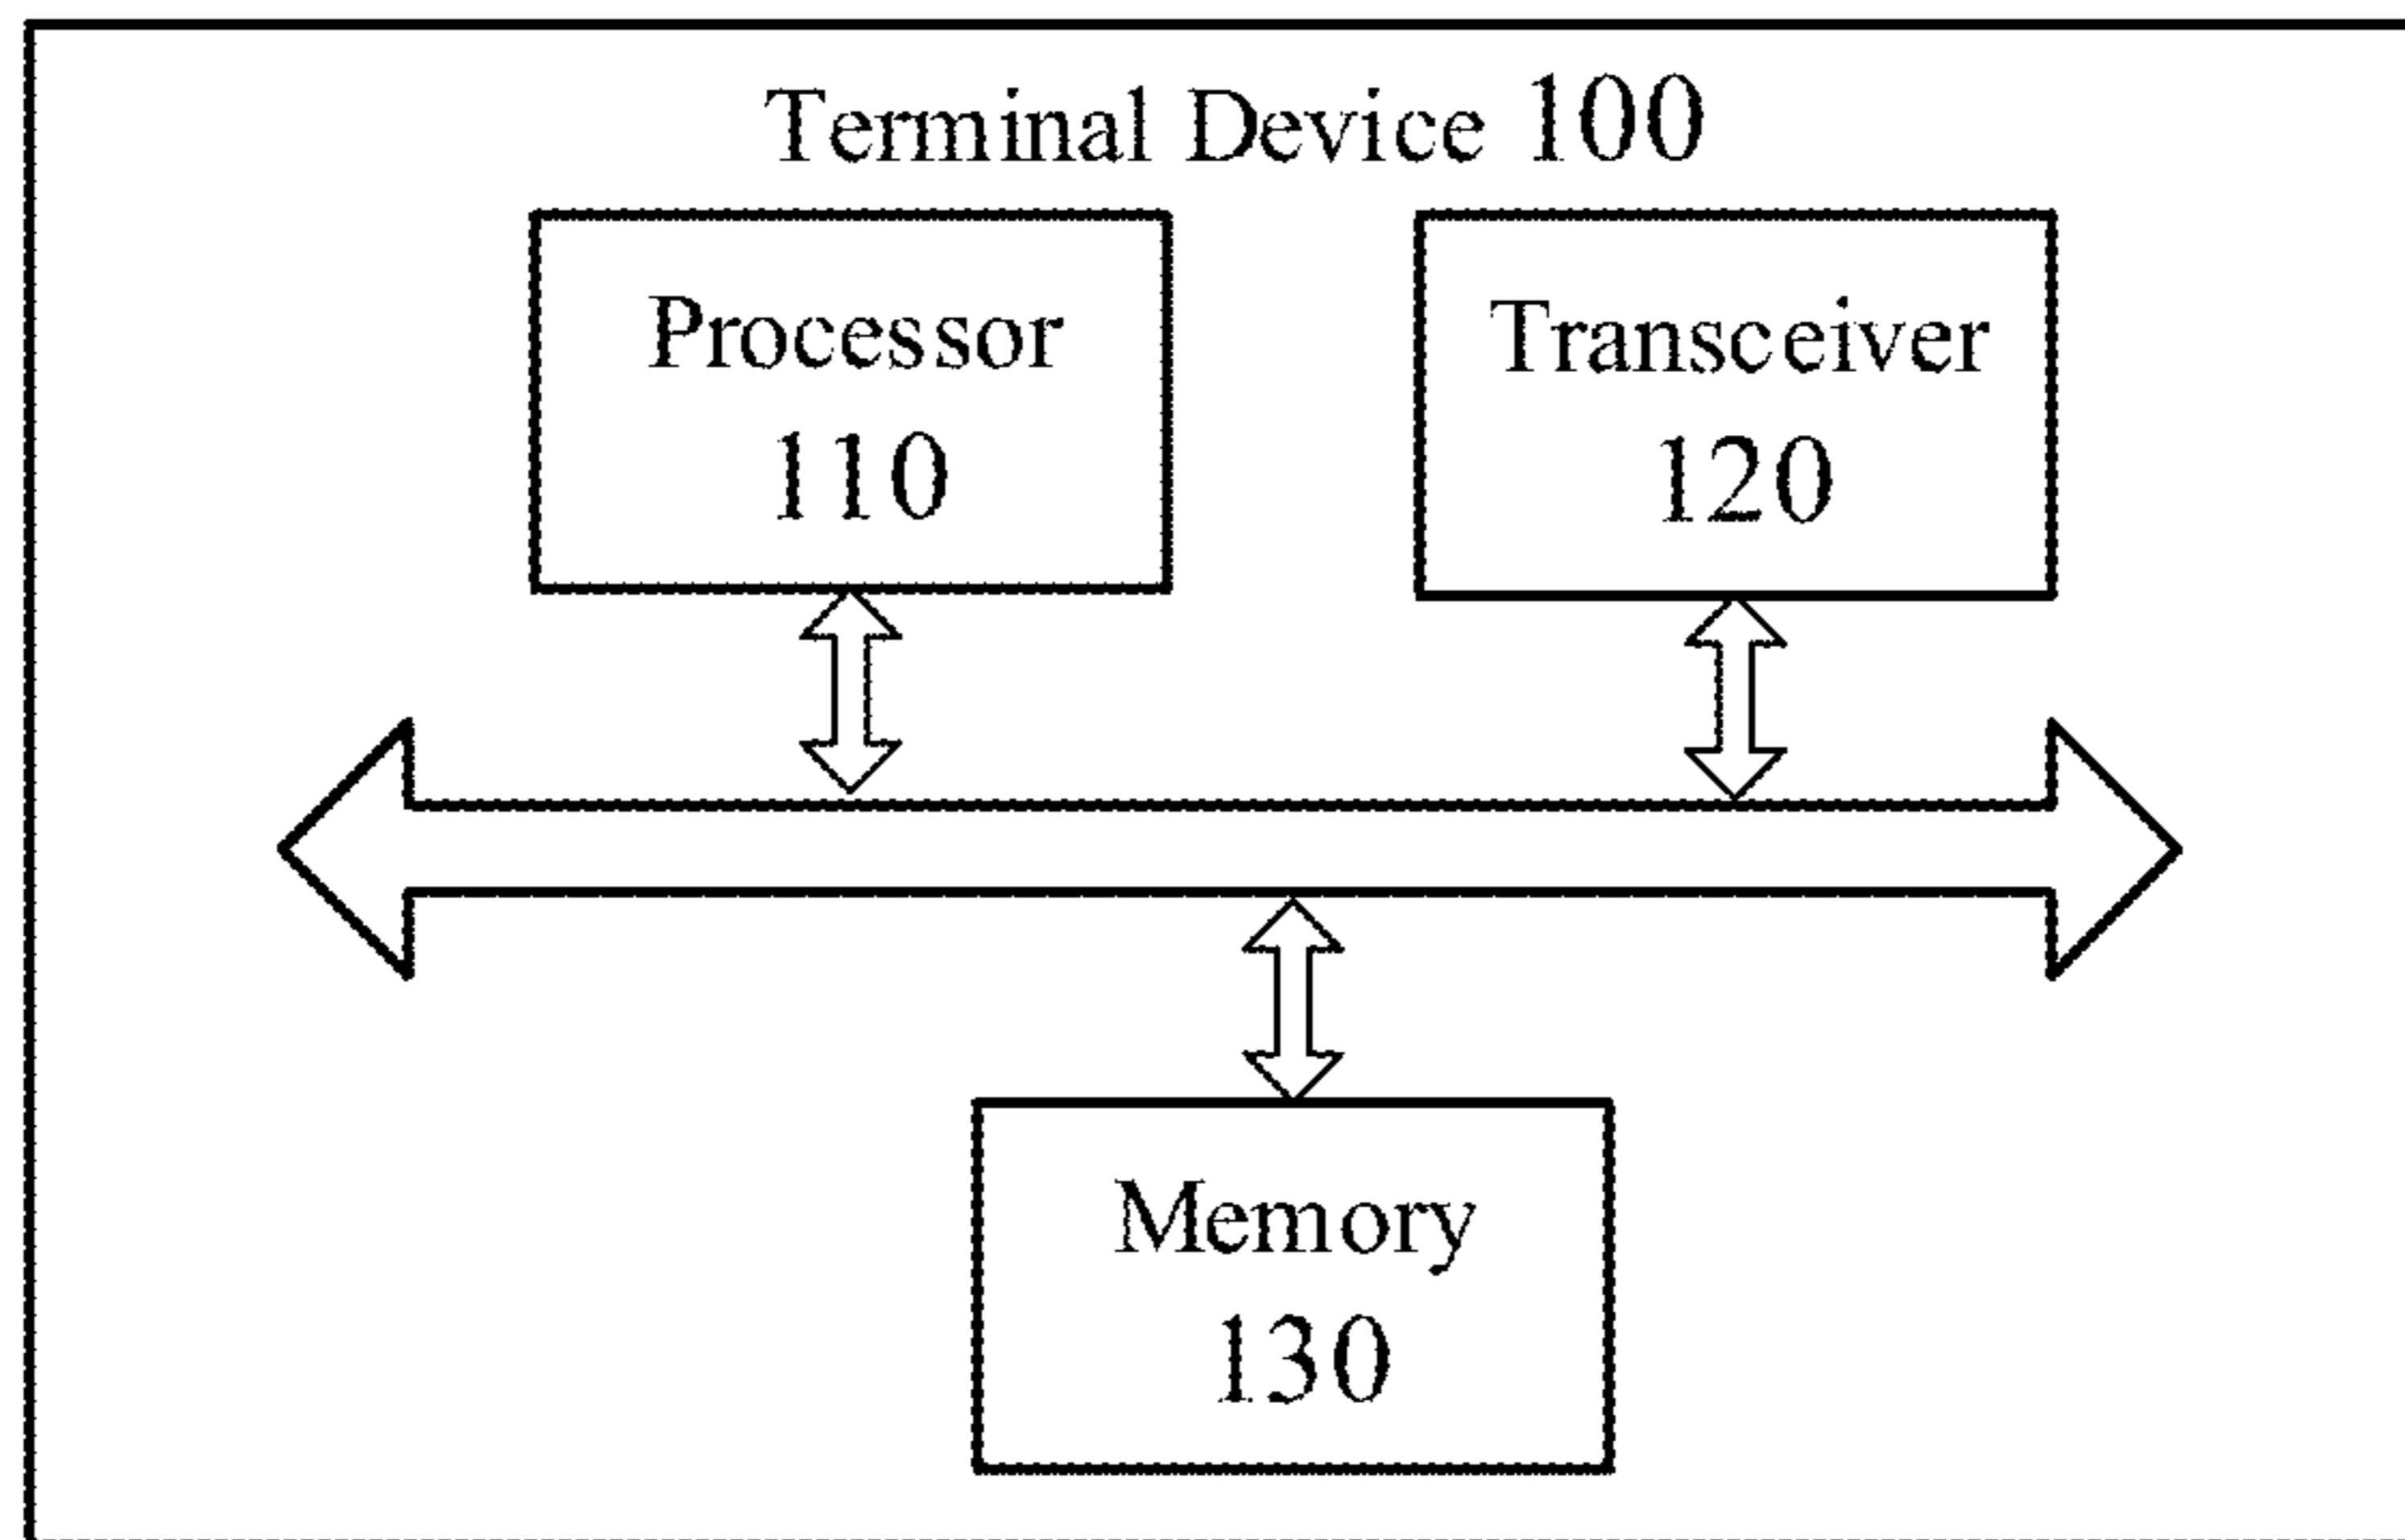 Terminal Device 100
Processor
110
Transceiver
120
Memory
130